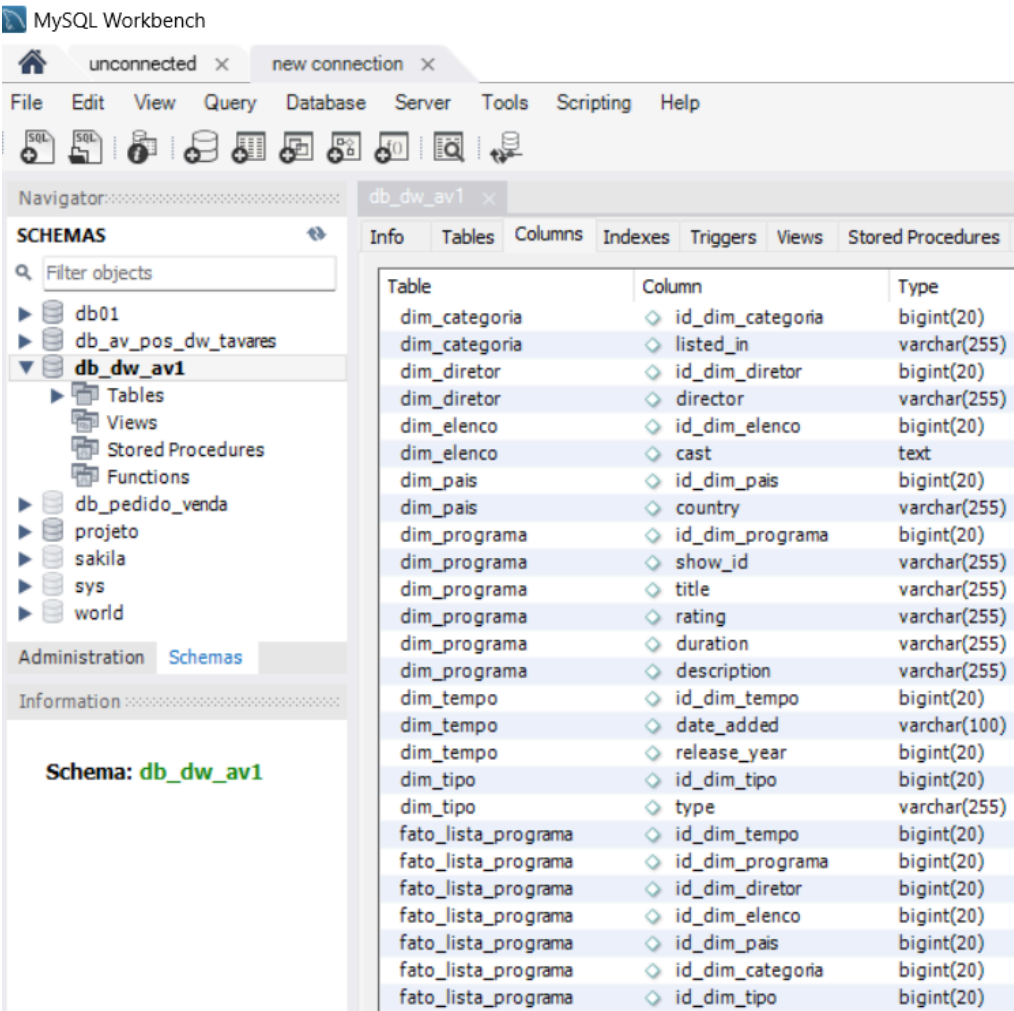 MySQL Workbench
unconnected × new connection ×
File Edit View Query Database Server Tools Scripting Help
SQL SQL f()
Navigator
SCHEMAS
Filter objects
db01
db_av_pos_dw_tavares
db_dw_av1
Tables
Views
Stored Procedures
Functions
db_pedido_venda
projeto
sakila
sys
world
Administration Schemas
Information
Schema: db_dw_av1
db_dw_av1 ×
Info Tables Columns Indexes Triggers Views Stored Procedures
Table Column Type
dim_categoria id_dim_categoria bigint(20)
dim_categoria listed_in varchar(255)
dim_diretor id_dim_diretor bigint(20)
dim_diretor director varchar(255)
dim_elenco id_dim_elenco bigint(20)
dim_elenco cast text
dim_pais id_dim_pais bigint(20)
dim_pais country varchar(255)
dim_programa id_dim_programa bigint(20)
dim_programa show_id varchar(255)
dim_programa title varchar(255)
dim_programa rating varchar(255)
dim_programa duration varchar(255)
dim_programa description varchar(255)
dim_tempo id_dim_tempo bigint(20)
dim_tempo date_added varchar(100)
dim_tempo release_year bigint(20)
dim_tipo id_dim_tipo bigint(20)
dim_tipo type varchar(255)
fato_lista_programa id_dim_tempo bigint(20)
fato_lista_programa id_dim_programa bigint(20)
fato_lista_programa id_dim_diretor bigint(20)
fato_lista_programa id_dim_elenco bigint(20)
fato_lista_programa id_dim_pais bigint(20)
fato_lista_programa id_dim_categoria bigint(20)
fato_lista_programa id_dim_tipo bigint(20)